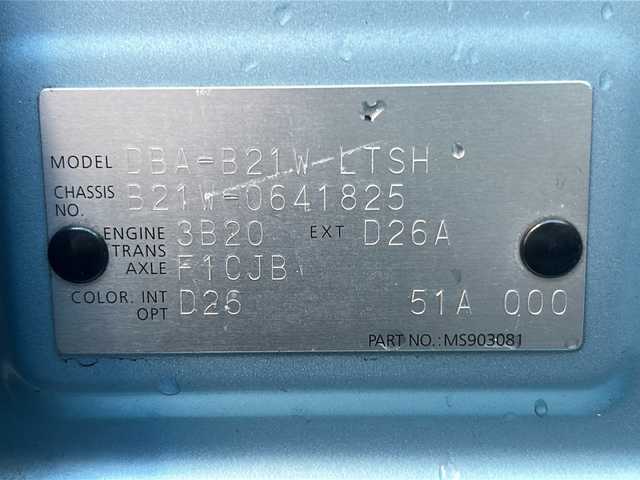 MODEL DBA-B21W LTSH
CHASSIS NO. B21W-0641825
ENGINE 3B20 EXT D26A
TRANS AXLE F1CJB
COLOR. INT OPT D26 51A 000
PART NO.:MS903081